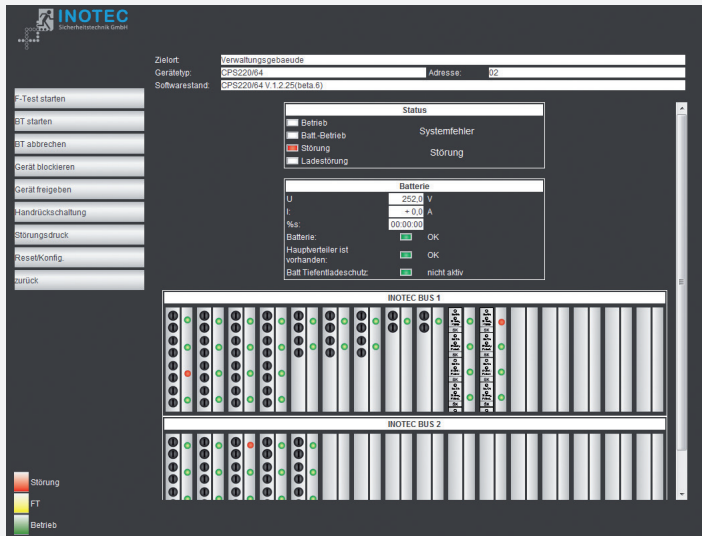 INOTEC
Sicherheitstechnik GmbH
Zielort: Verwaltungsgebaeude
Gerätetyp: CPS220/64 Adresse: 02
Softwarestand: CPS220/64 V.1.2.25(beta.6)
F-Test starten
BT starten
BT abbrechen
Gerät blockieren
Gerät freigeben
Handrückschaltung
Störungsdruck
Reset/Konfig.
zurück
Status
Betrieb
Batt.-Betrieb
Störung
Ladestörung
Systemfehler
Störung
Batterie
U 252,0 V
I: + 0,0 A
%s: 00:00:00
Batterie: OK
Hauptverteiler ist
vorhanden: OK
Batt Tiefentladeschutz: nicht aktiv
INOTEC BUS 1
INOTEC BUS 2
Störung
FT
Betrieb